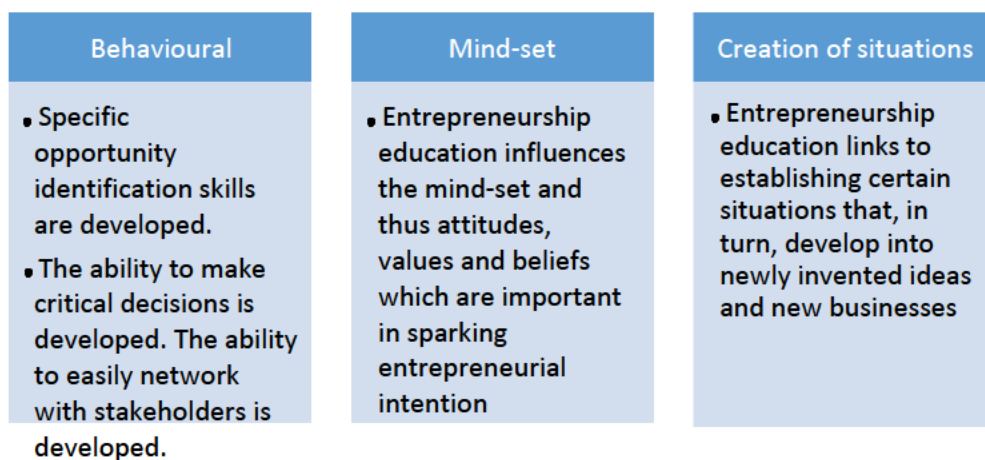 Behavioural
• Specific
opportunity
identification skills
are developed.
• The ability to make
critical decisions is
developed. The ability
to easily network
with stakeholders is
developed.
Mind-set
• Entrepreneurship
education influences
the mind-set and
thus attitudes,
values and beliefs
which are important
in sparking
entrepreneurial
intention
Creation of situations
• Entrepreneurship
education links to
establishing certain
situations that, in
turn, develop into
newly invented ideas
and new businesses